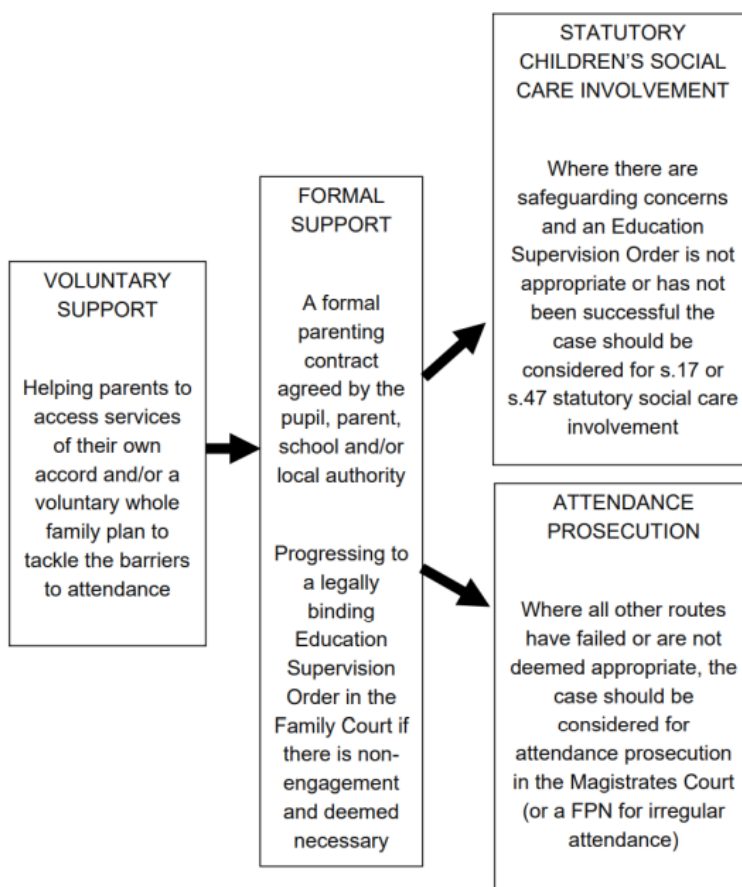 VOLUNTARY
SUPPORT
Helping parents to
access services
of their own
accord and/or a
voluntary whole
family plan to
tackle the barriers
to attendance
FORMAL
SUPPORT
A formal
parenting
contract
agreed by the
pupil, parent,
school and/or
local authority
Progressing to
a legally
binding
Education
Supervision
Order in the
Family Court if
there is non-
engagement
and deemed
necessary
STATUTORY
CHILDREN’S SOCIAL
CARE INVOLVEMENT
Where there are
safeguarding concerns
and an Education
Supervision Order is not
appropriate or has not
been successful the
case should be
considered for s.17 or
s.47 statutory social care
involvement
ATTENDANCE
PROSECUTION
Where all other routes
have failed or are not
deemed appropriate, the
case should be
considered for
attendance prosecution
in the Magistrates Court
(or a FPN for irregular
attendance)